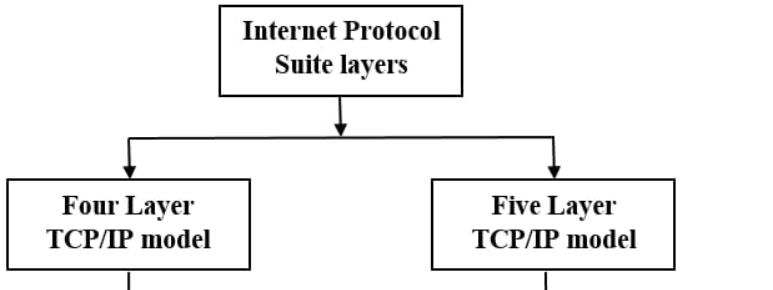 Internet Protocol
Suite layers
Four Layer
TCP/IP model
Five Layer
TCP/IP model